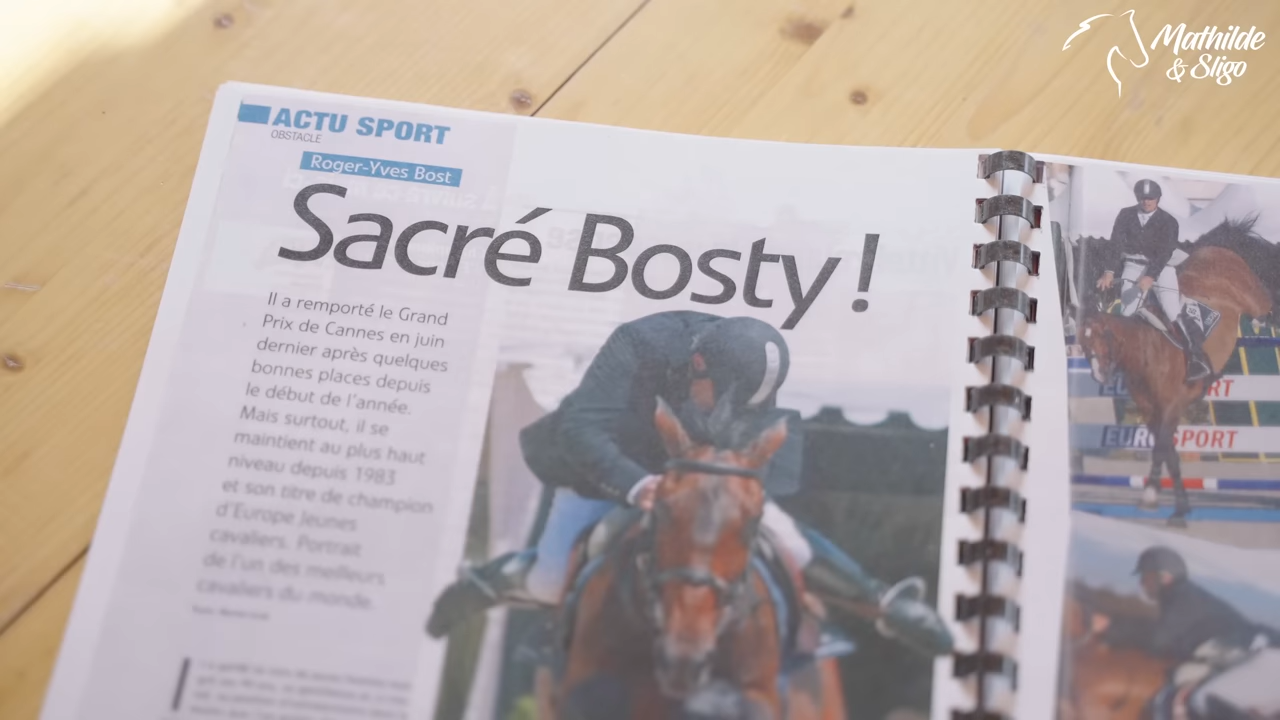 Mathilde
& Sligo
ACTU SPORT
OBSTACLE
Roger-Yves Bost
Sacré Bosty !
Il a remporté le Grand
Prix de Cannes en juin
dernier après quelques
bonnes places depuis
le début de l'année.
Mais surtout, il se
maintient au plus haut
niveau depuis 1983
et son titre de champion
d'Europe Jeunes
cavaliers. Portrait
de l'un des meilleurs
cavaliers du monde.
EUROSPORT